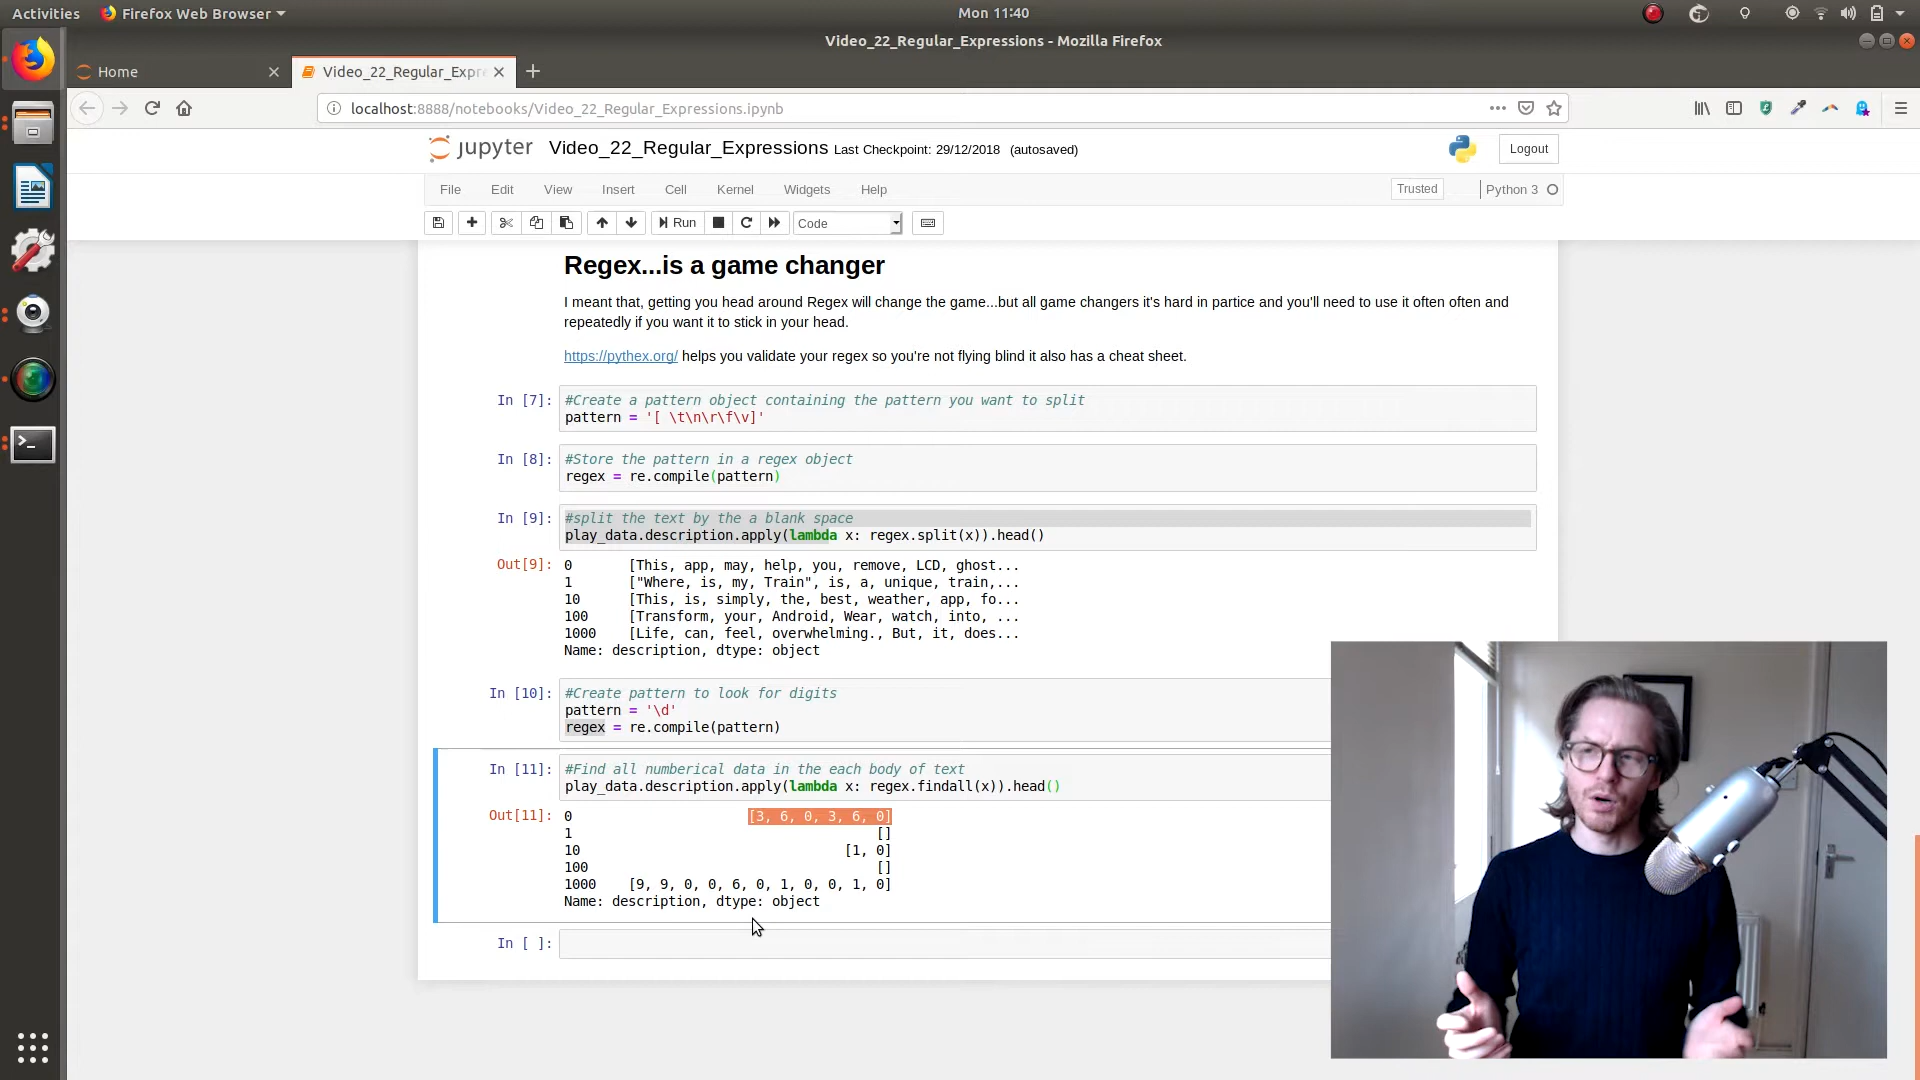 Activities
Firefox Web Browser
Mon 11:40
Video_22_Regular_Expressions - Mozilla Firefox
Home
Video_22_Regular_Expre
localhost:8888/notebooks/Video_22_Regular_Expressions.ipynb
jupyter
Video_22_Regular_Expressions Last Checkpoint: 29/12/2018 (autosaved)
Logout
File Edit View Insert Cell Kernel Widgets Help
Trusted
Python 3
Run
Code
Regex...is a game changer
I meant that, getting you head around Regex will change the game...but all game changers it's hard in partice and you'll need to use it often often and
repeatedly if you want it to stick in your head.
https://pythex.org/ helps you validate your regex so you're not flying blind it also has a cheat sheet.
In [7]: #Create a pattern object containing the pattern you want to split
pattern = '[ \t\n\r\f\v]'
In [8]: #Store the pattern in a regex object
regex = re.compile(pattern)
In [9]: #split the text by the a blank space
play_data.description.apply(lambda x: regex.split(x)).head()
Out[9]: 0 [This, app, may, help, you, remove, LCD, ghost...
1 ["Where, is, my, Train", is, a, unique, train,...
10 [This, is, simply, the, best, weather, app, fo...
100 [Transform, your, Android, Wear, watch, into, ...
1000 [Life, can, feel, overwhelming., But, it, does...
Name: description, dtype: object
In [10]: #Create pattern to look for digits
pattern = '\d'
regex = re.compile(pattern)
In [11]: #Find all numberical data in the each body of text
play_data.description.apply(lambda x: regex.findall(x)).head()
Out[11]: 0 [3, 6, 0, 3, 6, 0]
1 []
10 [1, 0]
100 []
1000 [9, 9, 0, 0, 6, 0, 1, 0, 0, 1, 0]
Name: description, dtype: object
In [ ]: